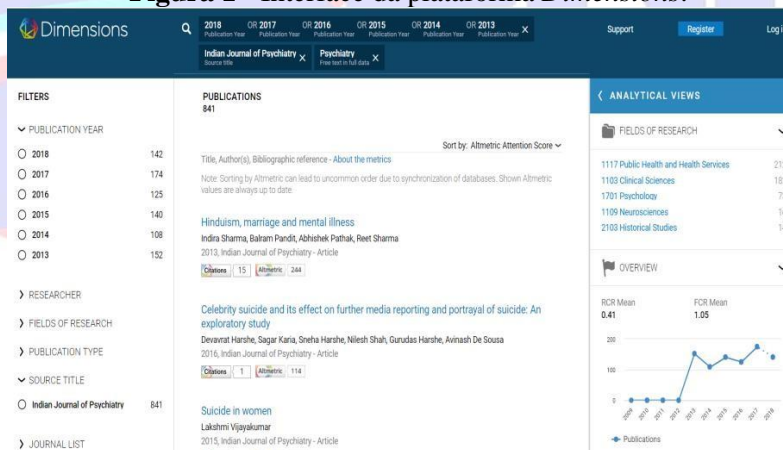 Figura 1 - Interface da plataforma Dimensions.
Dimensions
2018 OR 2017 OR 2016 OR 2015 OR 2014 OR 2013
Publication Year Publication Year Publication Year Publication Year Publication Year Publication Year
Indian Journal of Psychiatry
Source title
Psychiatry
Free text in full data
Support
Register
FILTERS
PUBLICATION YEAR
2018 142
2017 174
2016 125
2015 140
2014 108
2013 152
RESEARCHER
FIELDS OF RESEARCH
PUBLICATION TYPE
SOURCE TITLE
Indian Journal of Psychiatry 841
JOURNAL LIST
PUBLICATIONS
841
Sort by: Altmetric Attention Score
Title, Author(s), Bibliographic reference - About the metrics
Note: Sorting by Altmetric can lead to uncommon order due to synchronization of databases. Shown Altmetric
values are always up to date.
Hinduism, marriage and mental illness
Indira Sharma, Balram Pandit, Abhishek Pathak, Reet Sharma
2013, Indian Journal of Psychiatry - Article
Citations 15 Altmetric 244
Celebrity suicide and its effect on further media reporting and portrayal of suicide: An
exploratory study
Devavrat Harshe, Sagar Karia, Sneha Harshe, Nilesh Shah, Gurudas Harshe, Avinash De Sousa
2016, Indian Journal of Psychiatry - Article
Citations 1 Altmetric 114
Suicide in women
Lakshmi Vijayakumar
2015, Indian Journal of Psychiatry - Article
ANALYTICAL VIEWS
FIELDS OF RESEARCH
1117 Public Health and Health Services
1103 Clinical Sciences
1701 Psychology
1109 Neurosciences
2103 Historical Studies
OVERVIEW
RCR Mean FCR Mean
0.41 1.05
200
100
0
2009 2010 2011 2012 2013 2014 2015 2016 2017 2018
Publications